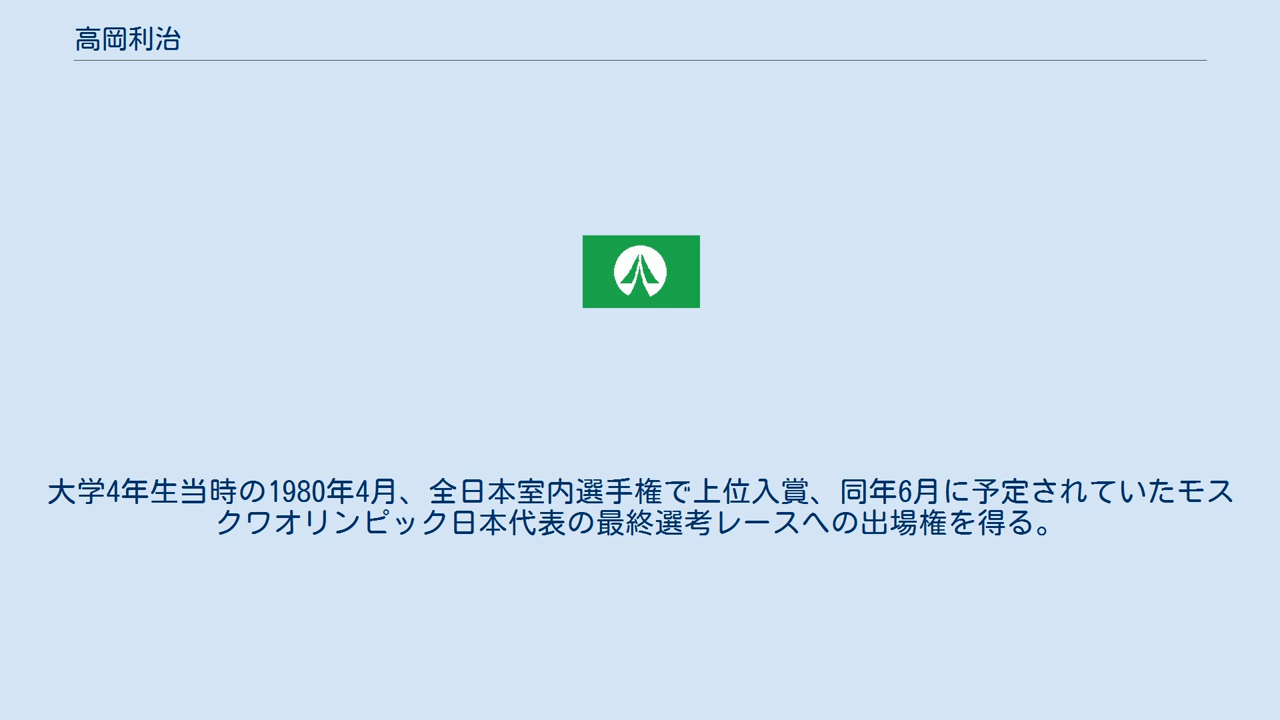 高岡利治
大学4年生当時の1980年4月、全日本室内選手権で上位入賞、同年6月に予定されていたモス
クワオリンピック日本代表の最終選考レースへの出場権を得る。